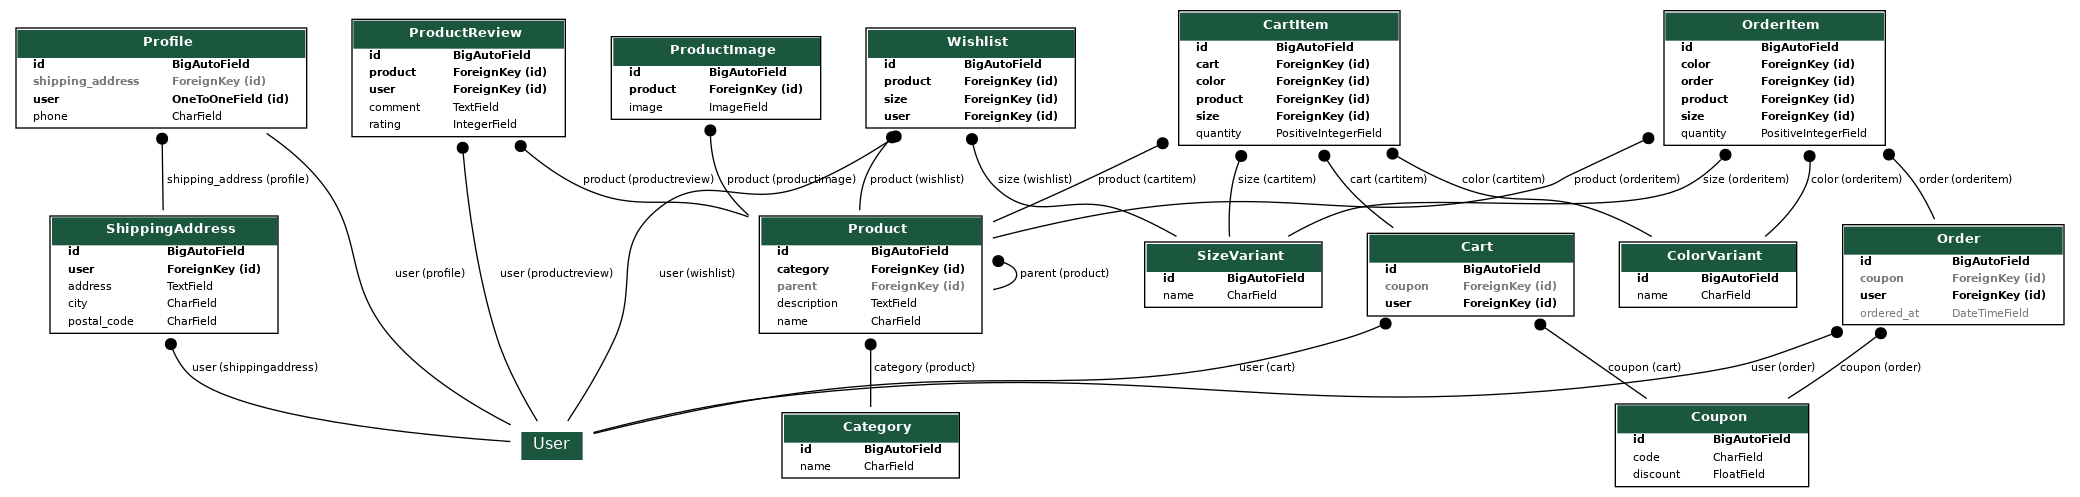 Profile
id BigAutoField
shipping_address ForeignKey (id)
user OneToOneField (id)
phone CharField
ProductReview
id BigAutoField
product ForeignKey (id)
user ForeignKey (id)
comment TextField
rating IntegerField
ProductImage
id BigAutoField
product ForeignKey (id)
image ImageField
Wishlist
id BigAutoField
product ForeignKey (id)
size ForeignKey (id)
user ForeignKey (id)
CartItem
id BigAutoField
cart ForeignKey (id)
color ForeignKey (id)
product ForeignKey (id)
size ForeignKey (id)
quantity PositiveIntegerField
OrderItem
id BigAutoField
color ForeignKey (id)
order ForeignKey (id)
product ForeignKey (id)
size ForeignKey (id)
quantity PositiveIntegerField
shipping_address (profile)
product (productreview)
product (productimage)
product (wishlist)
size (wishlist)
product (cartitem)
size (cartitem)
cart (cartitem)
color (cartitem)
product (orderitem)
size (orderitem)
color (orderitem)
order (orderitem)
ShippingAddress
id BigAutoField
user ForeignKey (id)
address TextField
city CharField
postal_code CharField
user (profile)
user (productreview)
user (wishlist)
Product
id BigAutoField
category ForeignKey (id)
parent ForeignKey (id)
description TextField
name CharField
parent (product)
SizeVariant
id BigAutoField
name CharField
Cart
id BigAutoField
coupon ForeignKey (id)
user ForeignKey (id)
ColorVariant
id BigAutoField
name CharField
Order
id BigAutoField
coupon ForeignKey (id)
user ForeignKey (id)
ordered_at DateTimeField
user (shippingaddress)
category (product)
user (cart)
coupon (cart)
user (order)
coupon (order)
User
Category
id BigAutoField
name CharField
Coupon
id BigAutoField
code CharField
discount FloatField